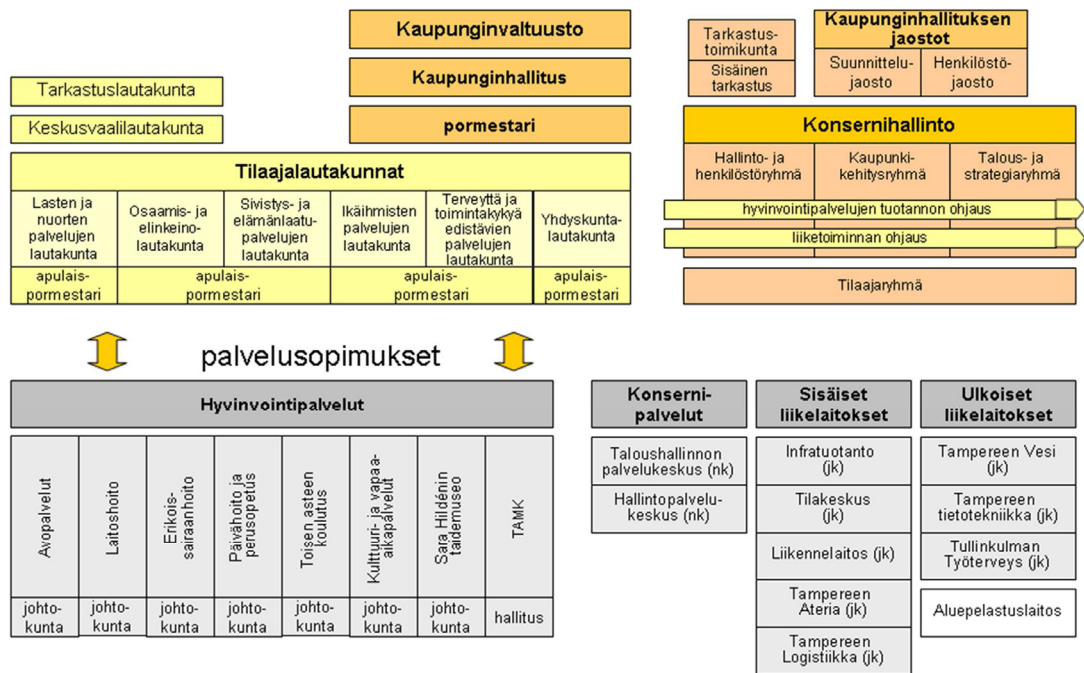 Kaupunginvaltuusto
Kaupunginhallitus
pormestari
Tarkastuslautakunta
Keskusvaalilautakunta
Tilaajalautakunnat
Lasten ja
nuorten
palvelujen
lautakunta
Osaamis- ja
elinkeino-
lautakunta
Sivistys- ja
elämänlaatu-
palvelujen
lautakunta
Ikäihmisten
palvelujen
lautakunta
Terveyttä ja
toimintakykyä
edistävien
palvelujen
lautakunta
Yhdyskunta-
lautakunta
apulais-
pormestari
apulais-
pormestari
apulais-
pormestari
apulais-
pormestari
Tarkastus-
toimikunta
Sisäinen
tarkastus
Kaupunginhallituksen
jaostot
Suunnittelu-
jaosto
Henkilöstö-
jaosto
Konsernihallinto
Hallinto- ja
henkilöstöryhmä
Kaupunki-
kehitysryhmä
Talous- ja
strategiaryhmä
hyvinvointipalvelujen tuotannon ohjaus
liiketoiminnan ohjaus
Tilaajaryhmä
palvelusopimukset
Hyvinvointipalvelut
Avopalvelut
Laitoshoito
Erikois-
sairaanhoito
Päivähoito ja
perusopetus
Toisen asteen
koulutus
Kulttuuri- ja vapaa-
aikapalvelut
Sara Hildénin
taidemuseo
TAMK
johto-
kunta
johto-
kunta
johto-
kunta
johto-
kunta
johto-
kunta
johto-
kunta
johto-
kunta
hallitus
Konserni-
palvelut
Taloushallinnon
palvelukeskus (nk)
Hallintopalvelu-
keskus (nk)
Sisäiset
liikelaitokset
Infratuotanto
(jk)
Tilakeskus
(jk)
Liikennelaitos (jk)
Tampereen
Ateria (jk)
Tampereen
Logistiikka (jk)
Ulkoiset
liikelaitokset
Tampereen Vesi
(jk)
Tampereen
tietotekniikka (jk)
Tullinkulman
Työterveys (jk)
Aluepelastuslaitos